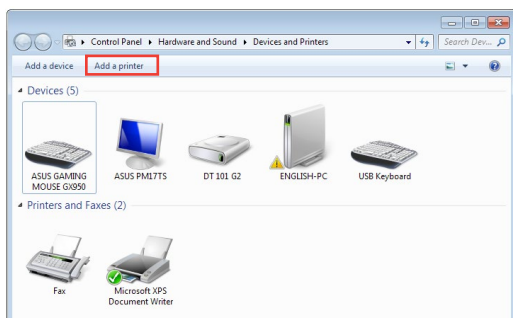 Control Panel
Hardware and Sound
Devices and Printers
Search Dev...
Add a device
Add a printer
Devices (5)
ASUS GAMING
MOUSE GX950
ASUS PM17TS
DT 101 G2
ENGLISH-PC
USB Keyboard
Printers and Faxes (2)
Fax
Microsoft XPS
Document Writer